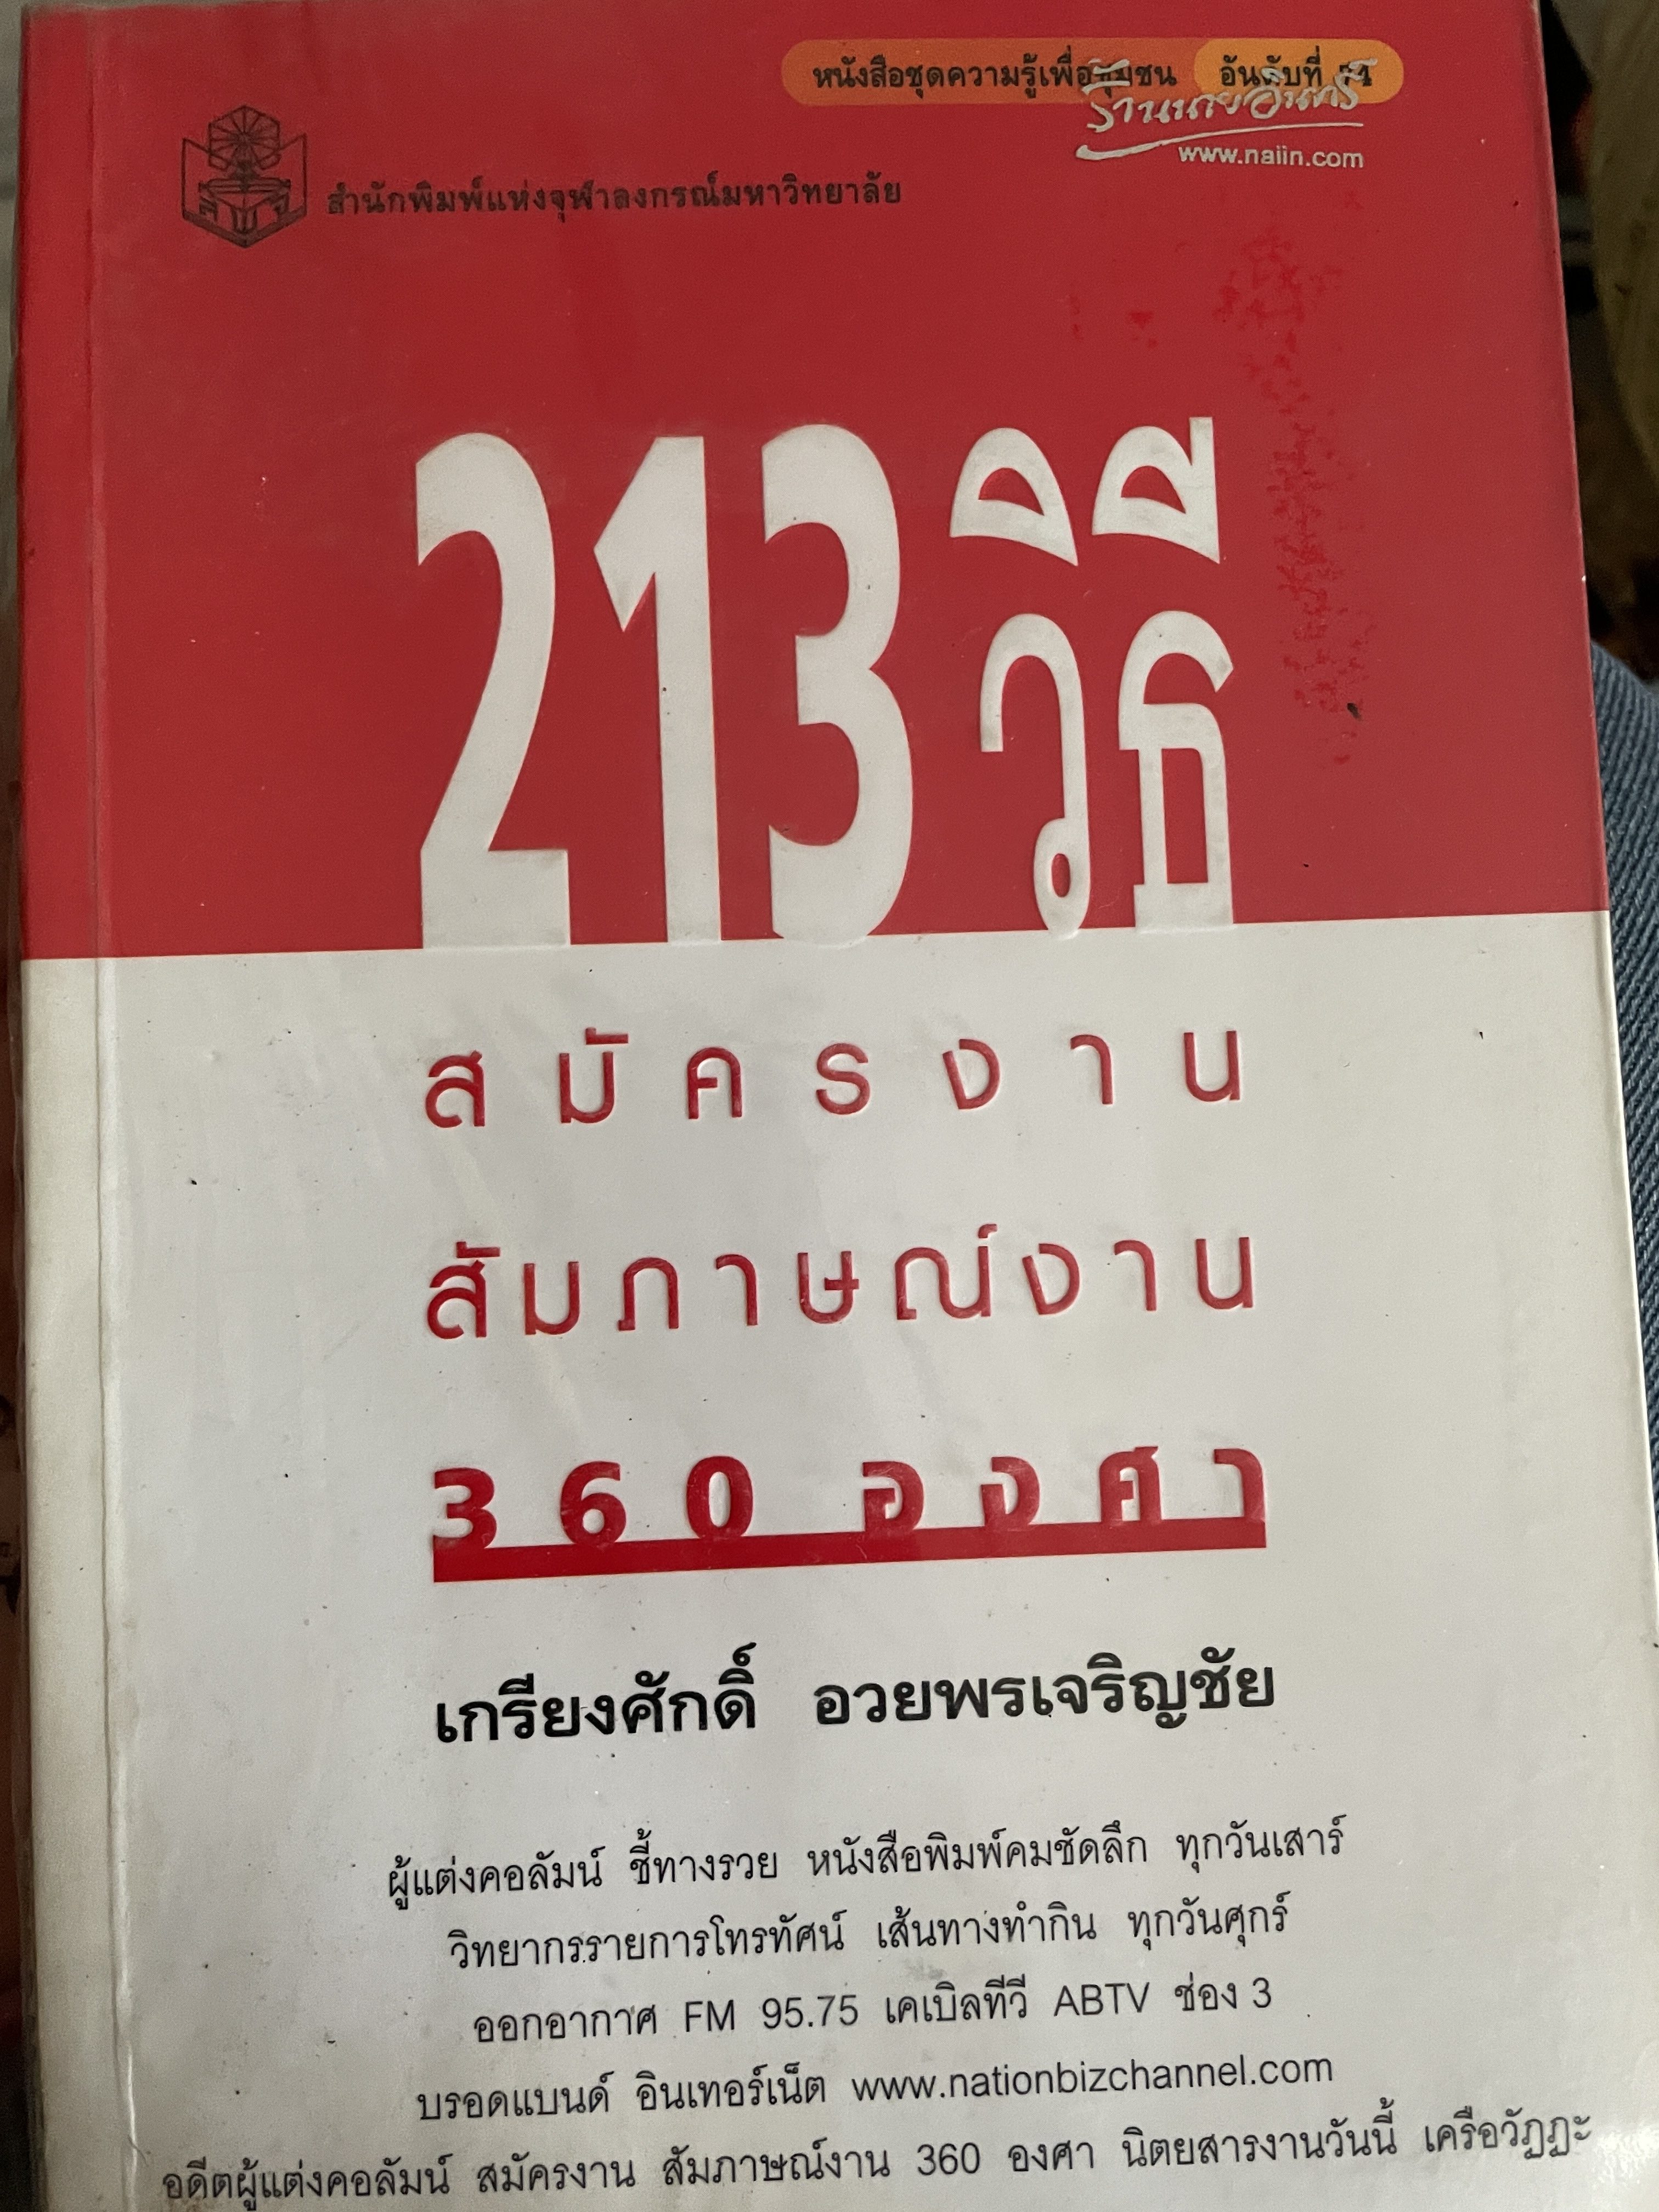 หนังสือชุดความรู้เพื่อชุมชน อันดับที่
ร้านนายอินทร์
www.naiin.com
สำนักพิมพ์แห่งจุฬาลงกรณ์มหาวิทยาลัย
213 วิธี
สมัครงาน
สัมภาษณ์งาน
360 องศา
เกรียงศักดิ์ อวยพรเจริญชัย
ผู้แต่งคอลัมน์ ชี้ทางรวย หนังสือพิมพ์คมชัดลึก ทุกวันเสาร์
วิทยากรรายการโทรทัศน์ เส้นทางทำกิน ทุกวันศุกร์
ออกอากาศ FM 95.75 เคเบิลทีวี ABTV ช่อง 3
บรอดแบนด์ อินเทอร์เน็ต www.nationbizchannel.com
อดีตผู้แต่งคอลัมน์ สมัครงาน สัมภาษณ์งาน 360 องศา นิตยสารงานวันนี้ เครือวัฏฏะ